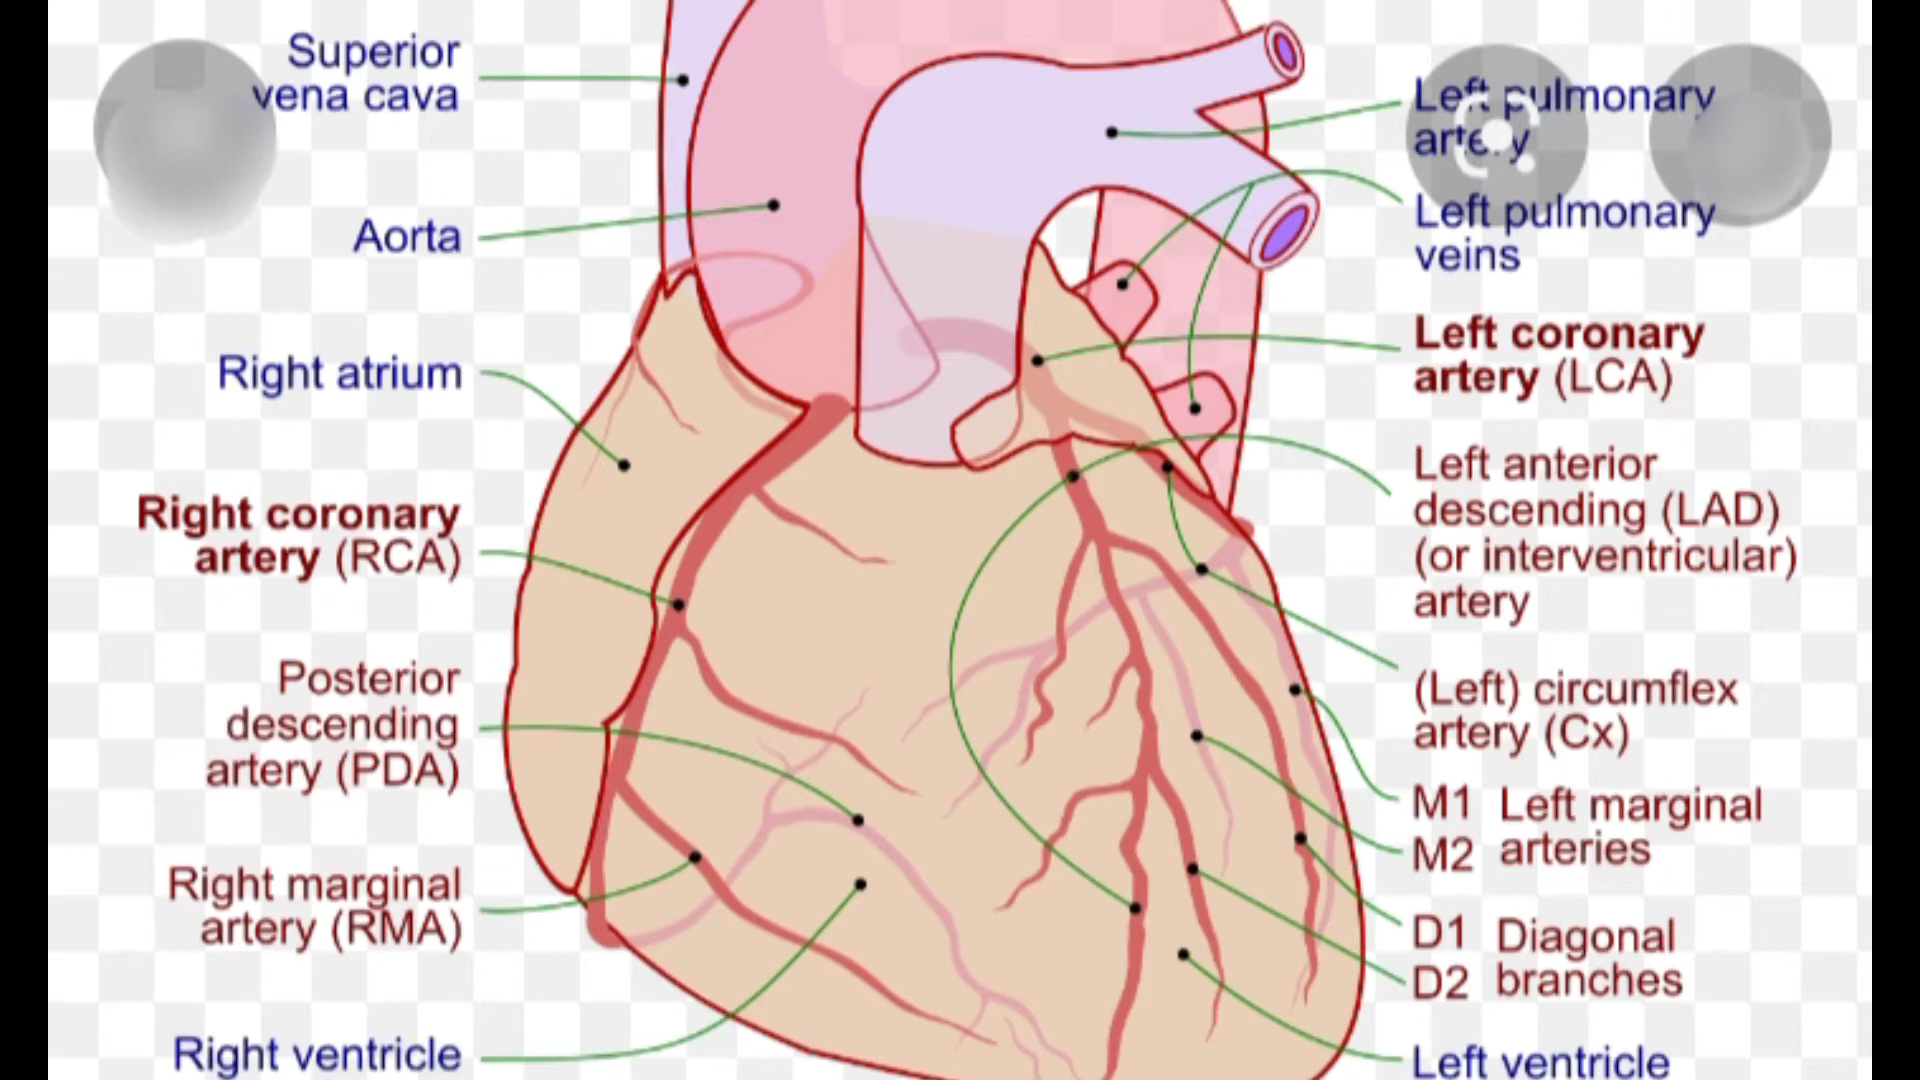 Superior
vena cava
Aorta
Right atrium
Right coronary
artery (RCA)
Posterior
descending
artery (PDA)
Right marginal
artery (RMA)
Right ventricle
Left pulmonary
artery
Left pulmonary
veins
Left coronary
artery (LCA)
Left anterior
descending (LAD)
(or interventricular)
artery
(Left) circumflex
artery (Cx)
M1 Left marginal
M2 arteries
D1 Diagonal
D2 branches
Left ventricle